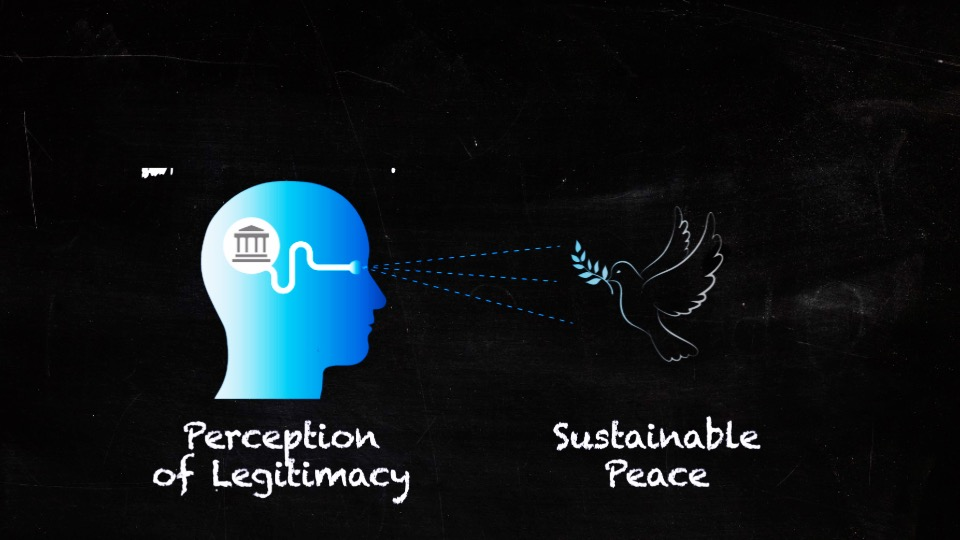 Perception
of Legitimacy
Sustainable
Peace